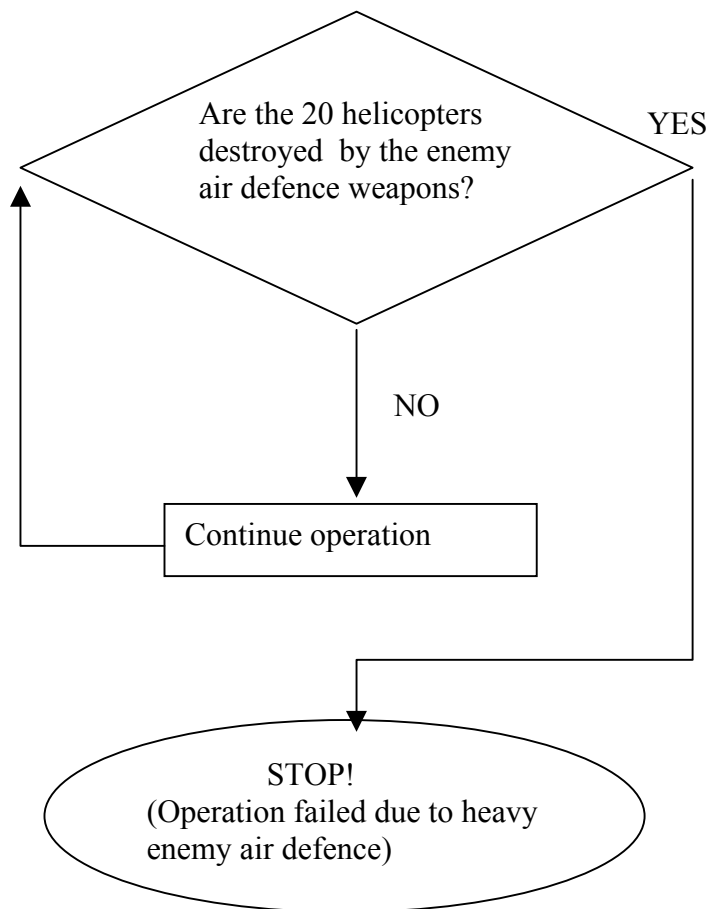 Are the 20 helicopters
YES
destroyed by the enemy
air defence weapons?
NO
Continue operation
STOP!
(Operation failed due to heavy
enemy air defence)